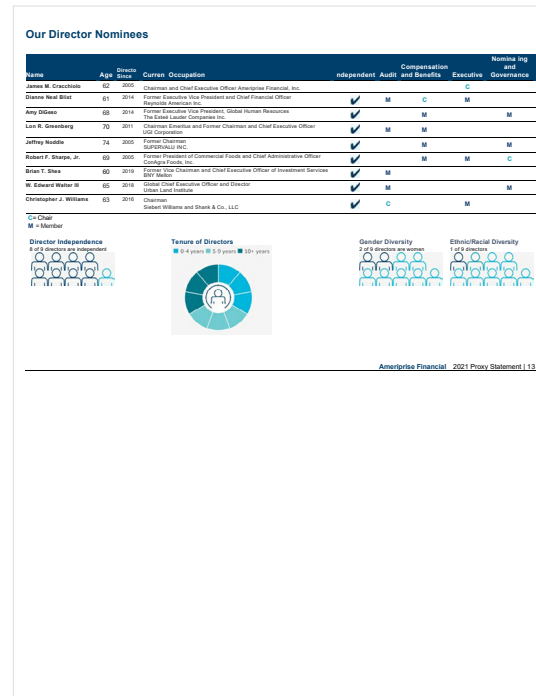 Our Director Nominees
Name Age Directo Since Curren Occupation ndependent Audit Compensation and Benefits Executive Nomina ing and Governance
James M. Cracchiolo 62 2005 Chairman and Chief Executive Officer Ameriprise Financial, Inc. C
Dianne Neal Blixt 61 2014 Former Executive Vice President and Chief Financial Officer ✔ M C M
Reynolds American Inc.
Amy DiGeso 68 2014 Former Executive Vice President, Global Human Resources ✔ M M
The Esteé Lauder Companies Inc.
Lon R. Greenberg 70 2011 Chairman Emeritus and Former Chairman and Chief Executive Officer ✔ M M
UGI Corporation
Jeffrey Noddle 74 2005 Former Chairman ✔ M M
SUPERVALU INC.
Robert F. Sharpe, Jr. 69 2005 Former President of Commercial Foods and Chief Administrative Officer ✔ M M C
ConAgra Foods, Inc.
Brian T. Shea 60 2019 Former Vice Chairman and Chief Executive Officer of Investment Services ✔ M
BNY Mellon
W. Edward Walter III 65 2018 Global Chief Executive Officer and Director ✔ M M
Urban Land Institute
Christopher J. Williams 63 2016 Chairman ✔ C M
Siebert Williams and Shank & Co., LLC
C= Chair
M = Member
Director Independence
8 of 9 directors are independent
Tenure of Directors
0-4 years 5-9 years 10+ years
Gender Diversity
2 of 9 directors are women
Ethnic/Racial Diversity
1 of 9 directors
Ameriprise Financial 2021 Proxy Statement | 13